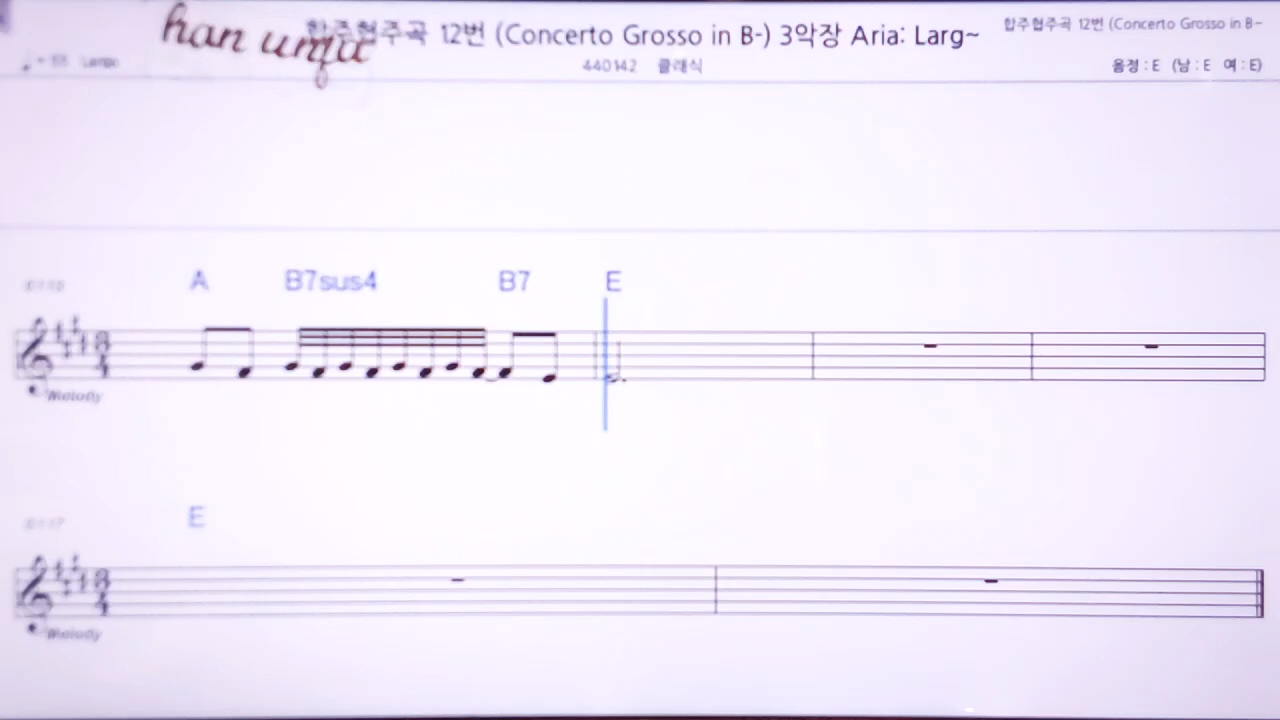 han
합주협주곡 12번 (Concerto Grosso in B-) 3악장 Aria: Larg~
합주협주곡 12번 (Concerto Grosso in B-
Largo
440142 클래식
음정 : E (남 : E 여 : E)
A B7sus4 B7 E
Melody
E
Melody